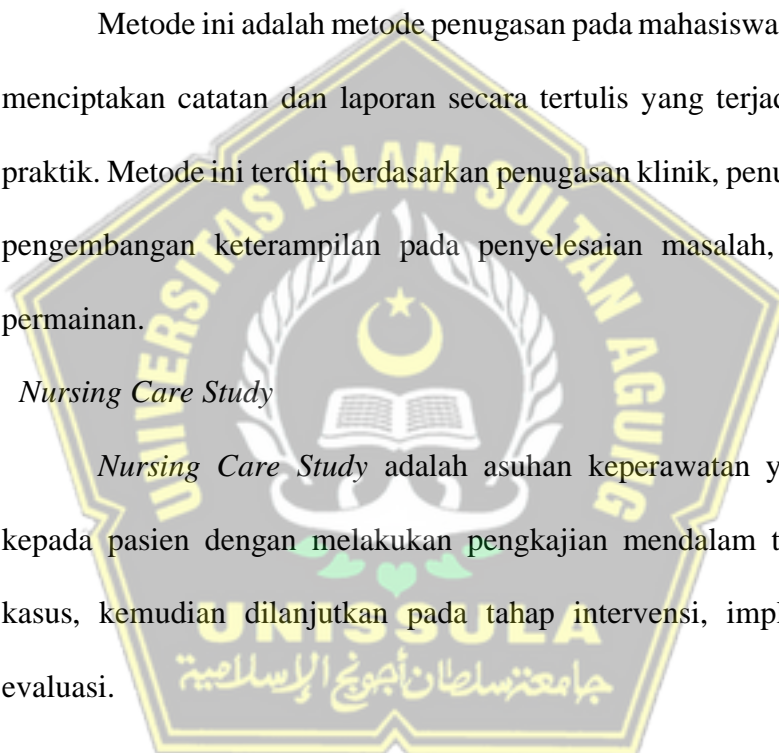 Metode ini adalah metode penugasan pada mahasiswa
menciptakan catatan dan laporan secara tertulis yang
praktik. Metode ini terdiri berdasarkan penugasan klinik,
pengembangan keterampilan pada penyelesaian masalah,
permainan.
Nursing Care Study
Nursing Care Study adalah asuhan keperawatan
kepada pasien dengan melakukan pengkajian mendalam
kasus, kemudian dilanjutkan pada tahap intervensi,
evaluasi.
UNIVERSITAS ISLAM SULTAN AGUNG
UNISSULA
جامعة سلطان أجونج الإسلامية